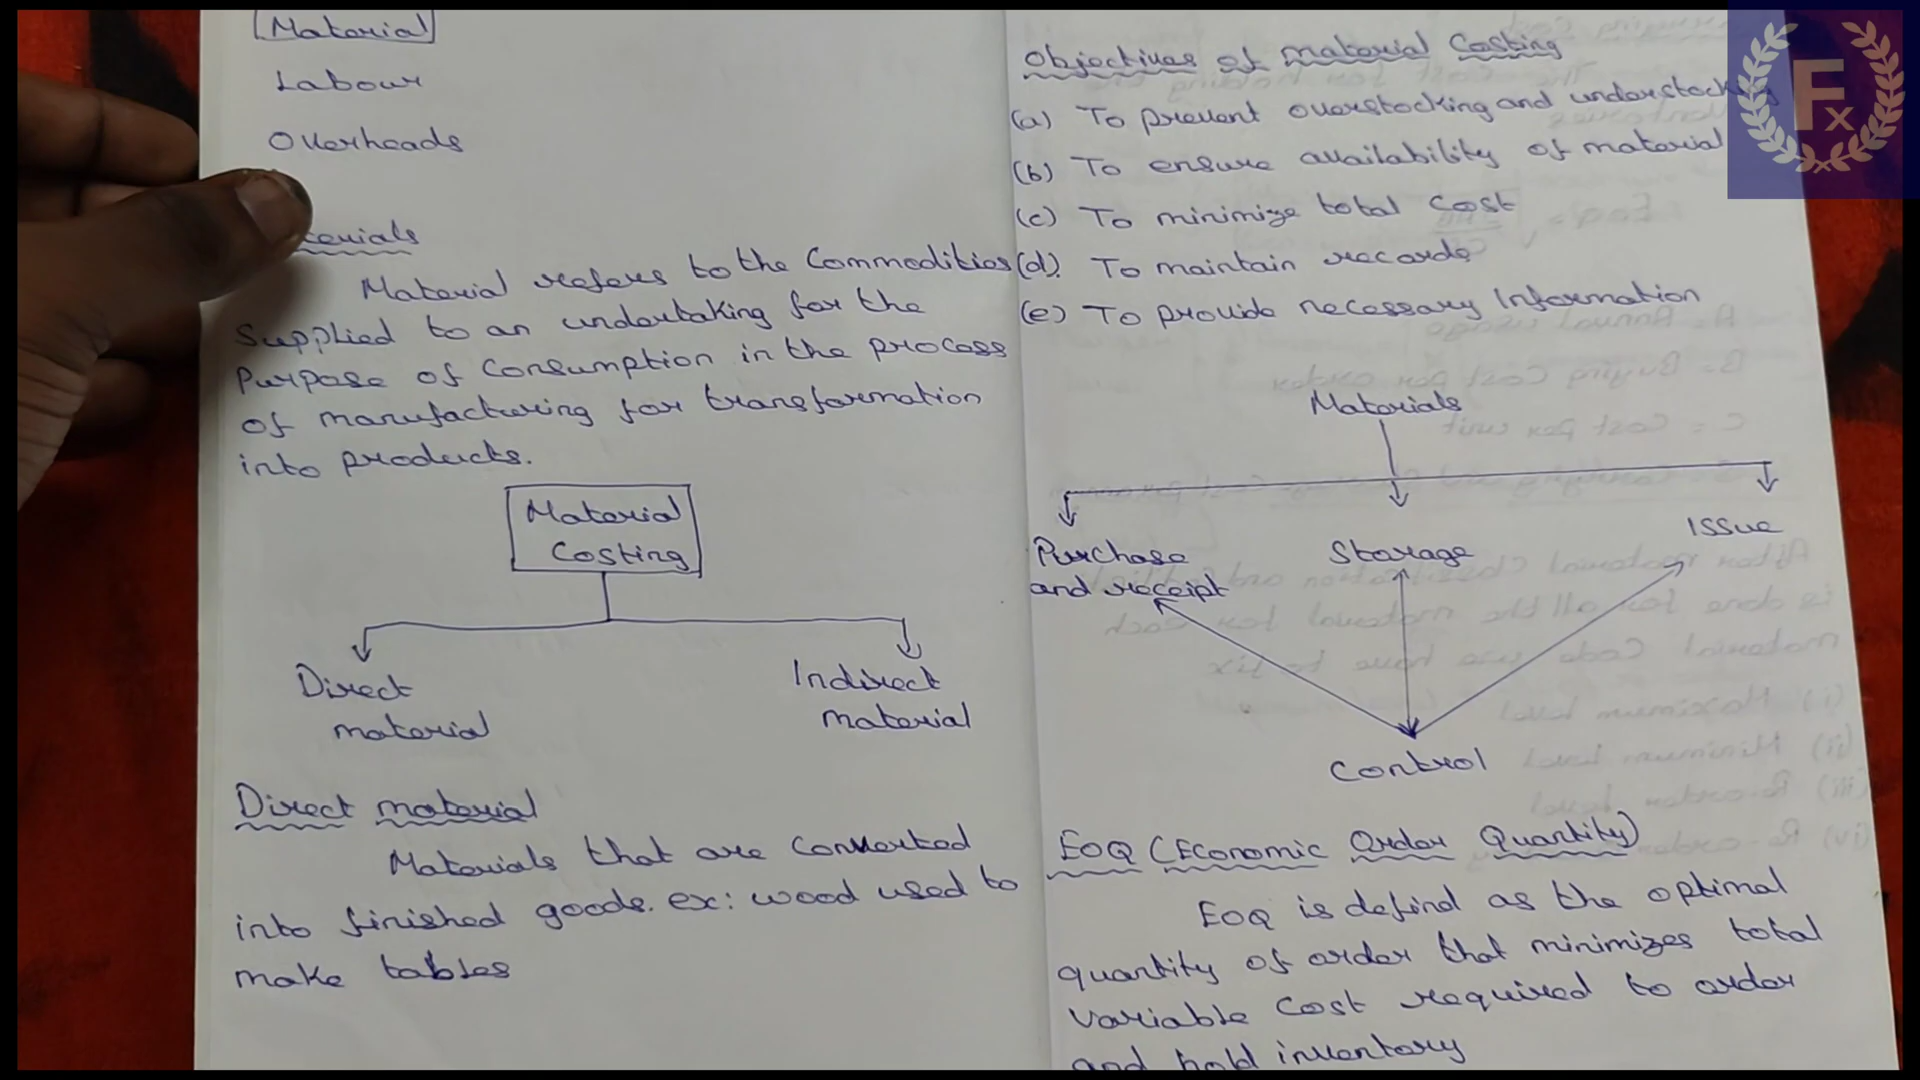 Material
Labour
Overheads
Material refers to the Commodities
Supplied to an undertaking for the
Purpose of Consumption in the process
of manufacturing for transformation
into products.
Material
Costing
Direct
material
Indirect
material
Direct material
Materials that are Converted
into finished goods. ex: wood used to
make tables
Objectives of material Costing
(a) To prevent overstocking and understocking
(b) To ensure availability of material
(c) To minimize total Cost
(d). To maintain records
(e) To provide necessary Information
Materials
Purchase
and receipt
Storage
Issue
Control
EOQ (Economic Order Quantity)
EOQ is defind as the optimal
quantity of order that minimizes total
variable Cost required to order
and hold inventory
Fx